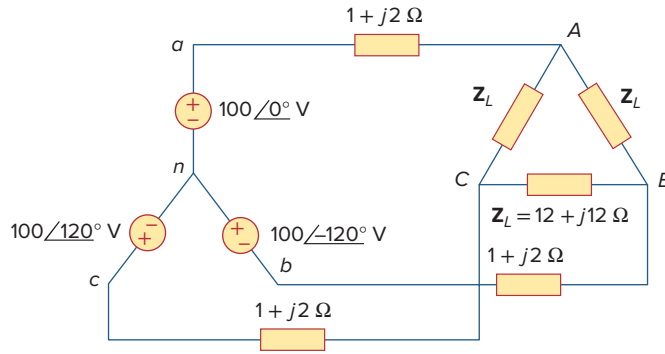 1 + j2 Ω
A
a
Z_L
Z_L
+
−
100 /0° V
n
C
B
100/120° V
−
+
+
−
100/−120° V
Z_L = 12 + j12 Ω
b
1 + j2 Ω
c
1 + j2 Ω